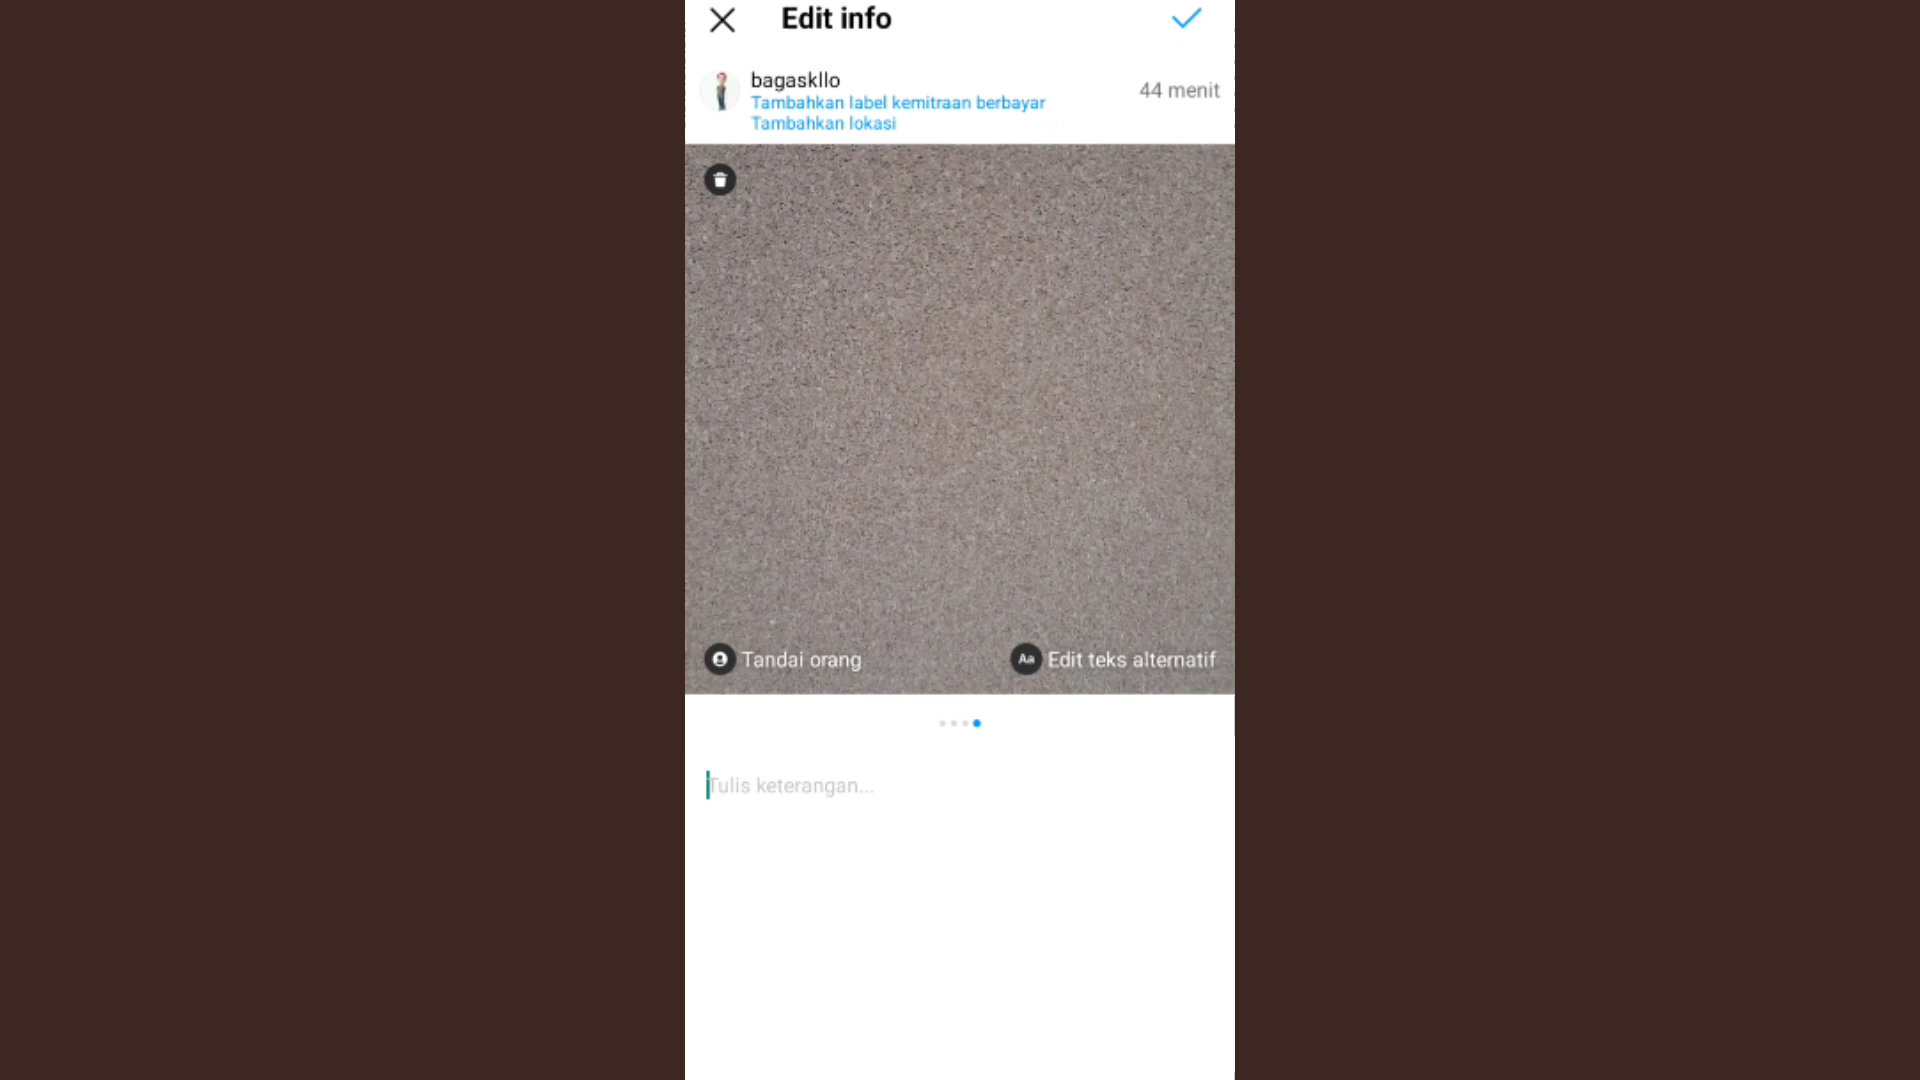 Edit info
bagaskllo
44 menit
Tambahkan label kemitraan berbayar
Tambahkan lokasi
Tandai orang
Aa Edit teks alternatif
Tulis keterangan...